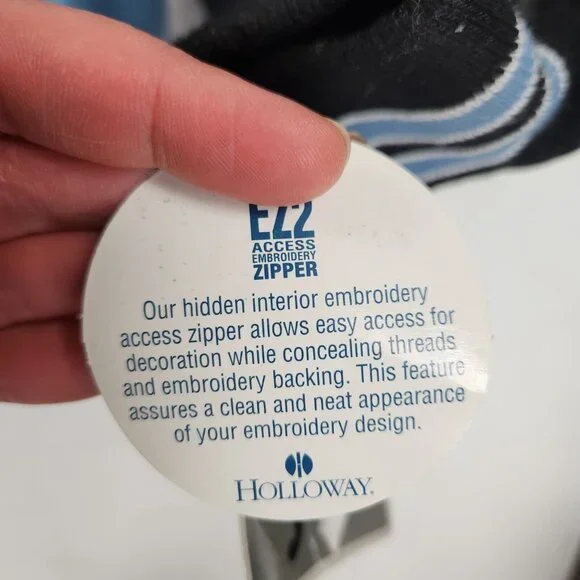 EZ2
ACCESS
EMBROIDERY
ZIPPER
Our hidden interior embroidery
access zipper allows easy access for
decoration while concealing threads
and embroidery backing. This feature
assures a clean and neat appearance
of your embroidery design.
HOLLOWAY.